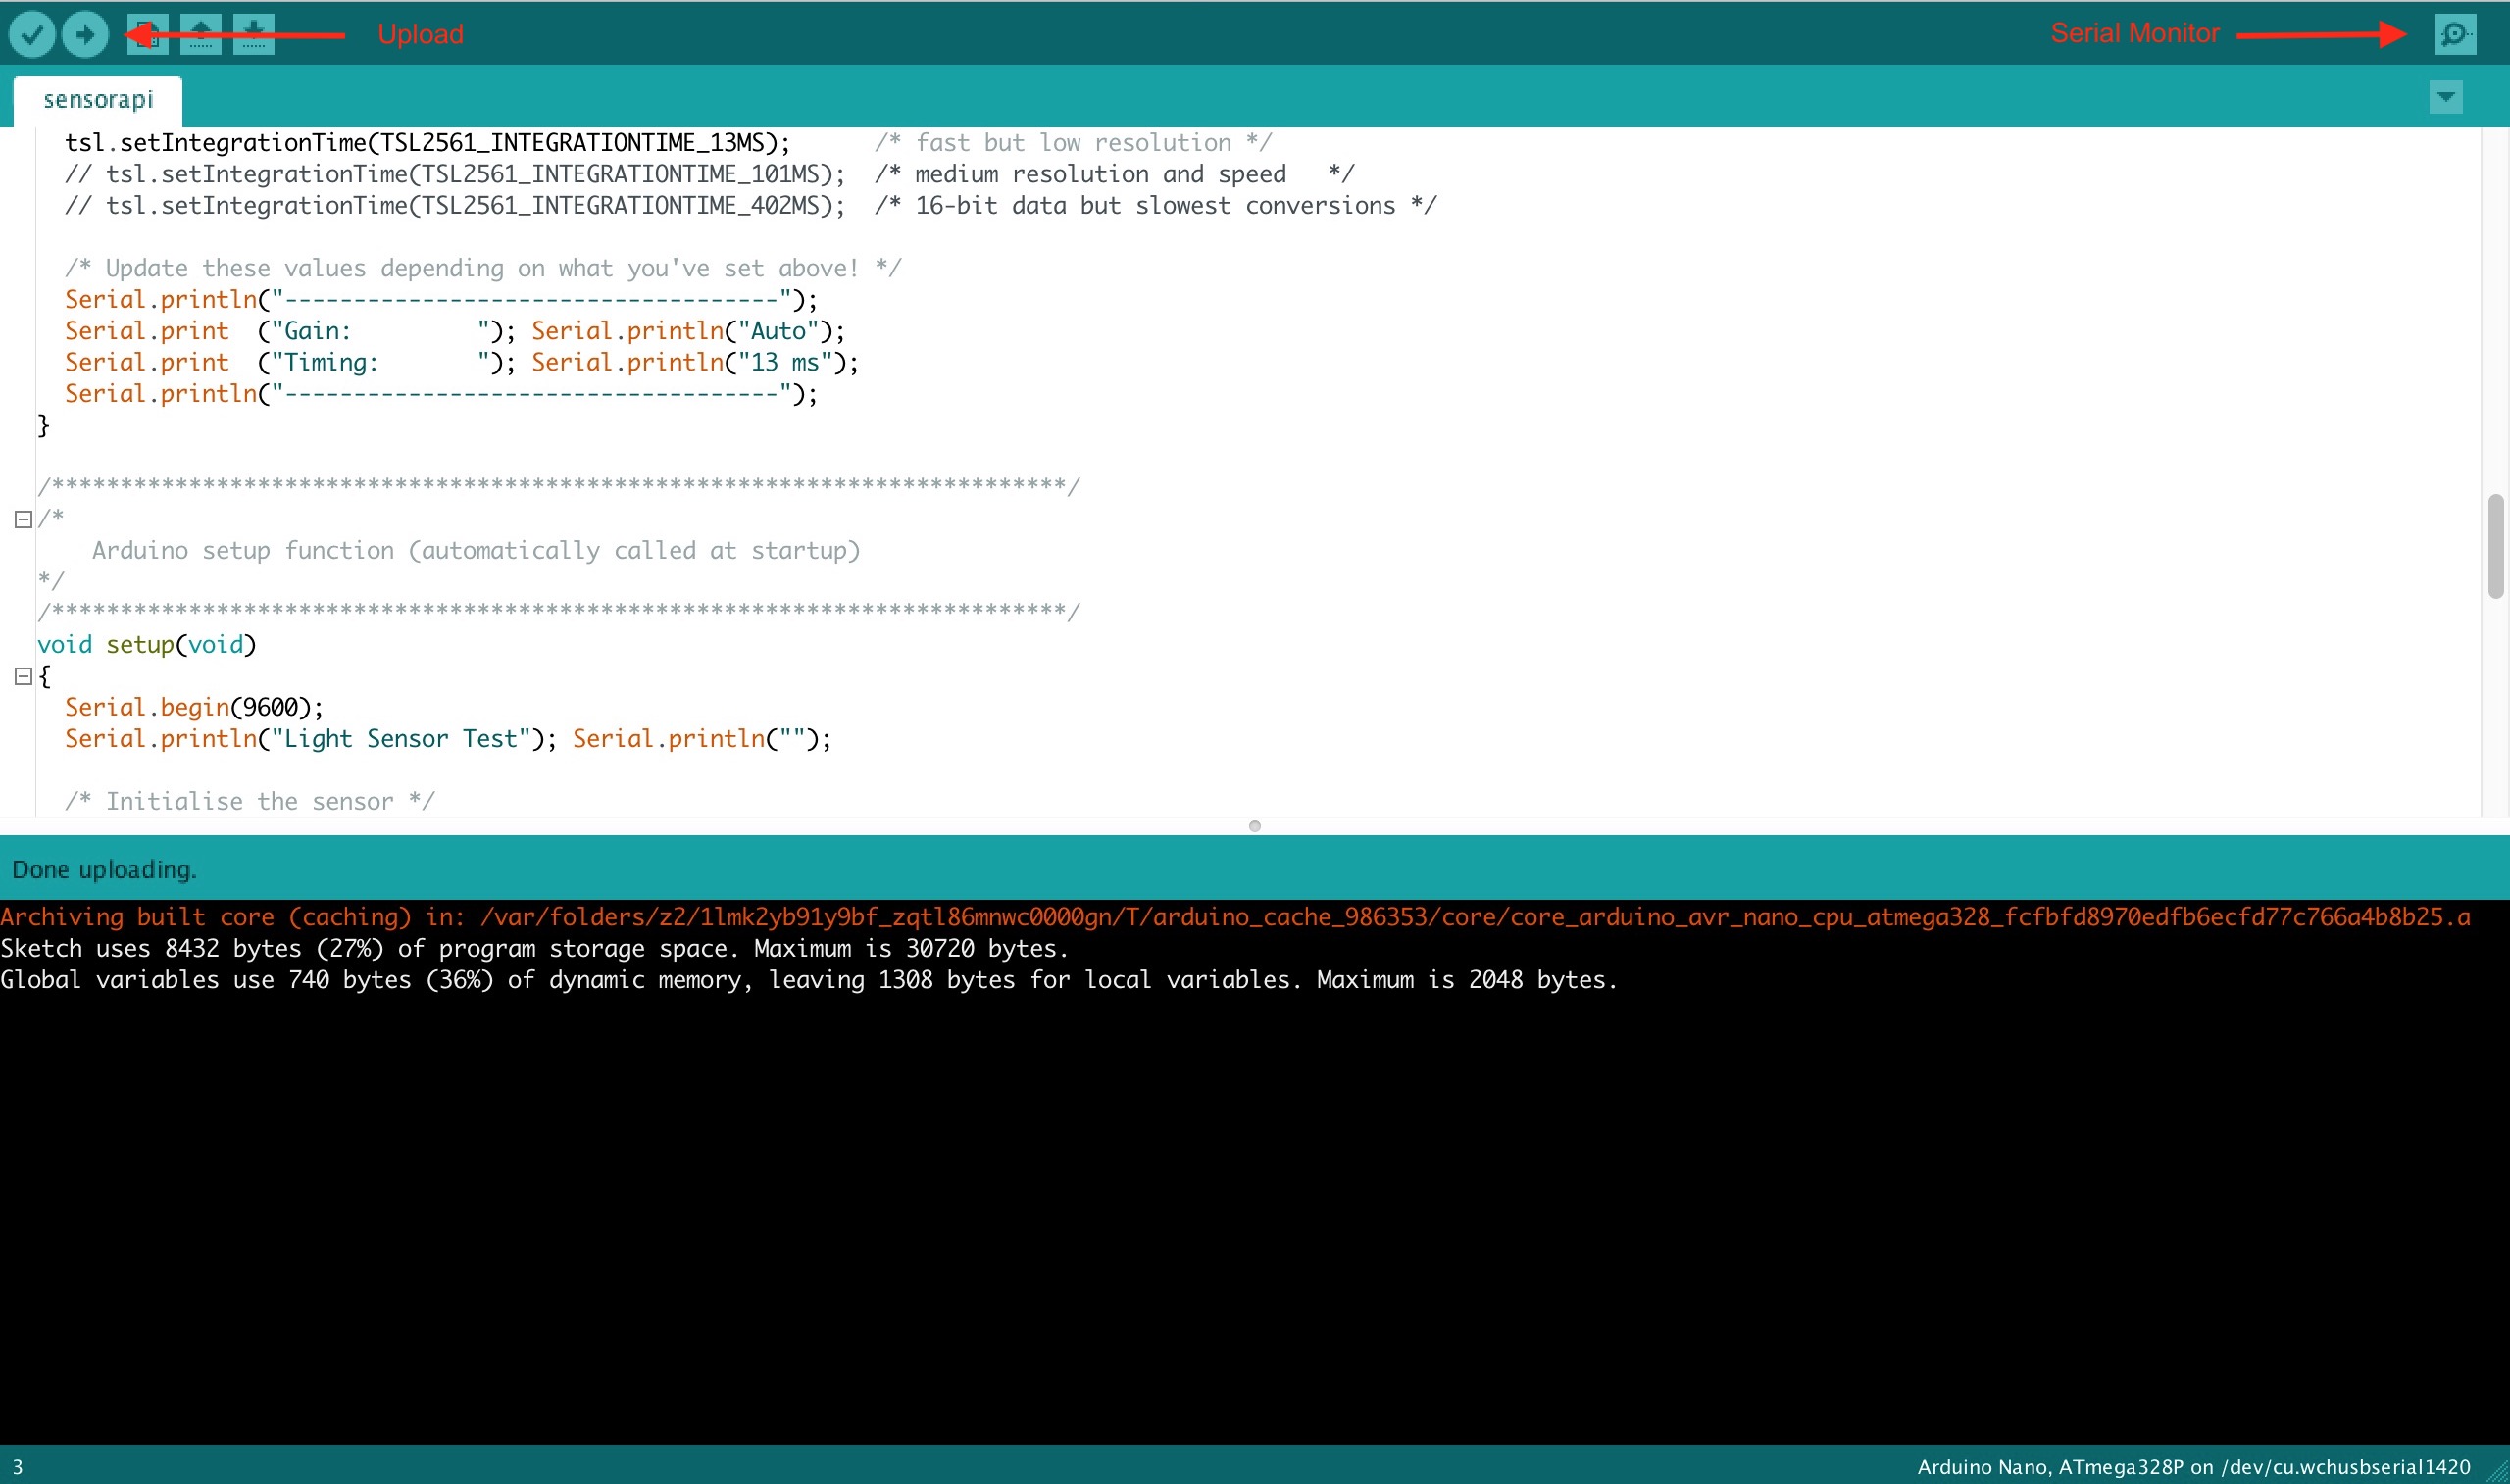 Upload
Serial Monitor
sensorapi
tsl.setIntegrationTime(TSL2561_INTEGRATIONTIME_13MS);      /* fast but low resolution */
// tsl.setIntegrationTime(TSL2561_INTEGRATIONTIME_101MS);  /* medium resolution and speed   */
// tsl.setIntegrationTime(TSL2561_INTEGRATIONTIME_402MS);  /* 16-bit data but slowest conversions */
/* Update these values depending on what you've set above! */
Serial.println("------------------------------------");
Serial.print  ("Gain:         "); Serial.println("Auto");
Serial.print  ("Timing:       "); Serial.println("13 ms");
Serial.println("------------------------------------");
}
/**************************************************************************/
/*
Arduino setup function (automatically called at startup)
*/
/**************************************************************************/
void setup(void)
{
Serial.begin(9600);
Serial.println("Light Sensor Test"); Serial.println("");
/* Initialise the sensor */
Done uploading.
Archiving built core (caching) in: /var/folders/z2/1lmk2yb91y9bf_zqtl86mnwc0000gn/T/arduino_cache_986353/core/core_arduino_avr_nano_cpu_atmega328_fcfbfd8970edfb6ecfd77c766a4b8b25.a
Sketch uses 8432 bytes (27%) of program storage space. Maximum is 30720 bytes.
Global variables use 740 bytes (36%) of dynamic memory, leaving 1308 bytes for local variables. Maximum is 2048 bytes.
3
Arduino Nano, ATmega328P on /dev/cu.wchusbserial1420